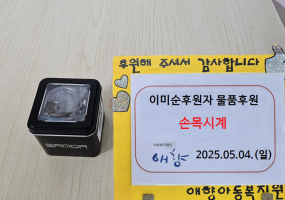 후원해 주셔서 감사합니다
이미순후원자 물품후원
손목시계
애향 2025.05.04.(일)
애향아동복지원
SANDA